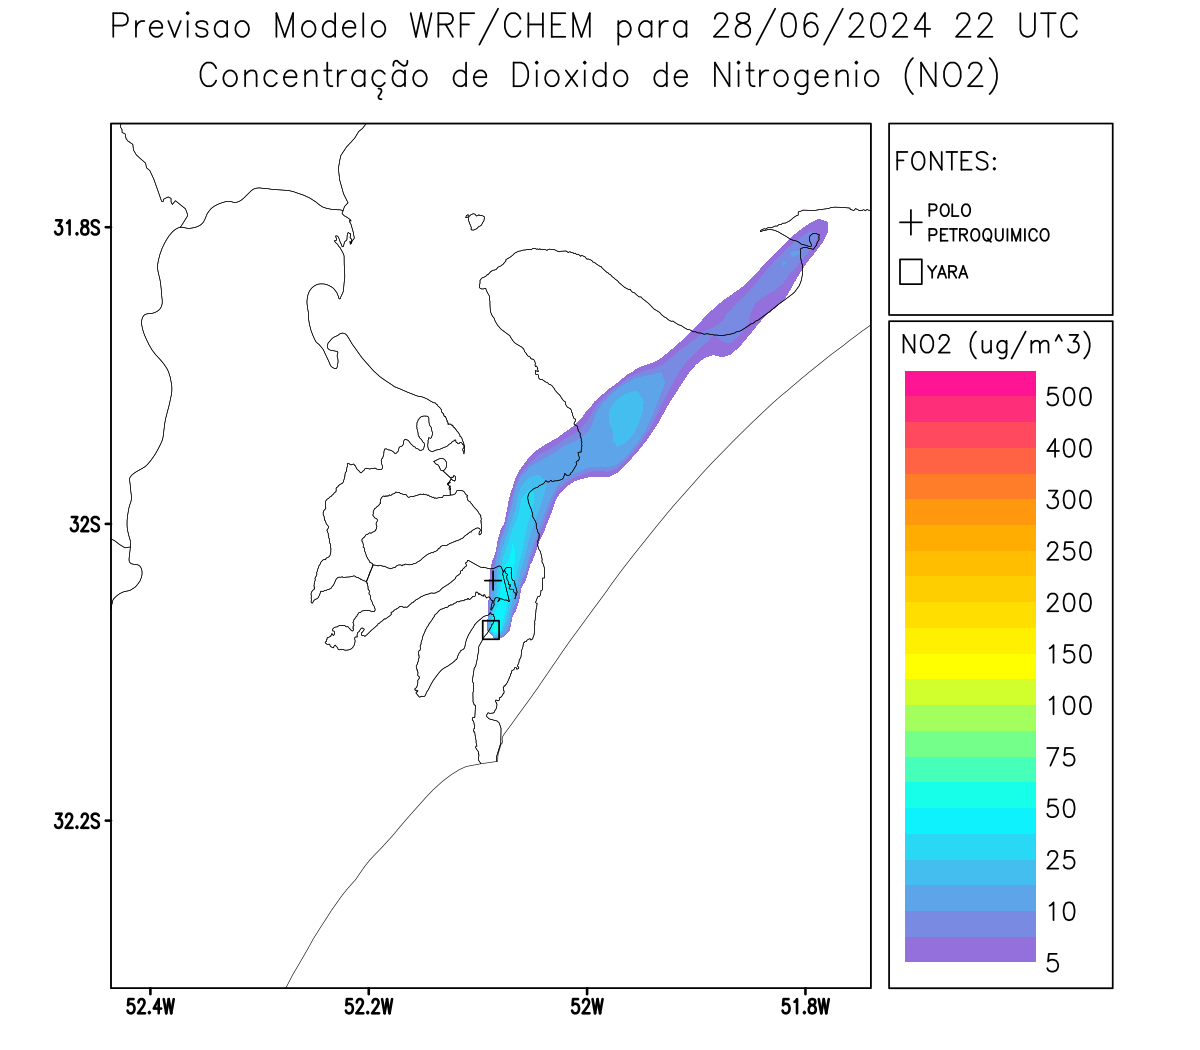 Previsao Modelo WRF/CHEM para 28/06/2024 22 UTC
Concentração de Dioxido de Nitrogenio (NO2)
FONTES:
POLO
PETROQUIMICO
YARA
NO2 (ug/m^3)
500
400
300
250
200
150
100
75
50
25
10
5
31.8S
32S
32.2S
52.4W
52.2W
52W
51.8W